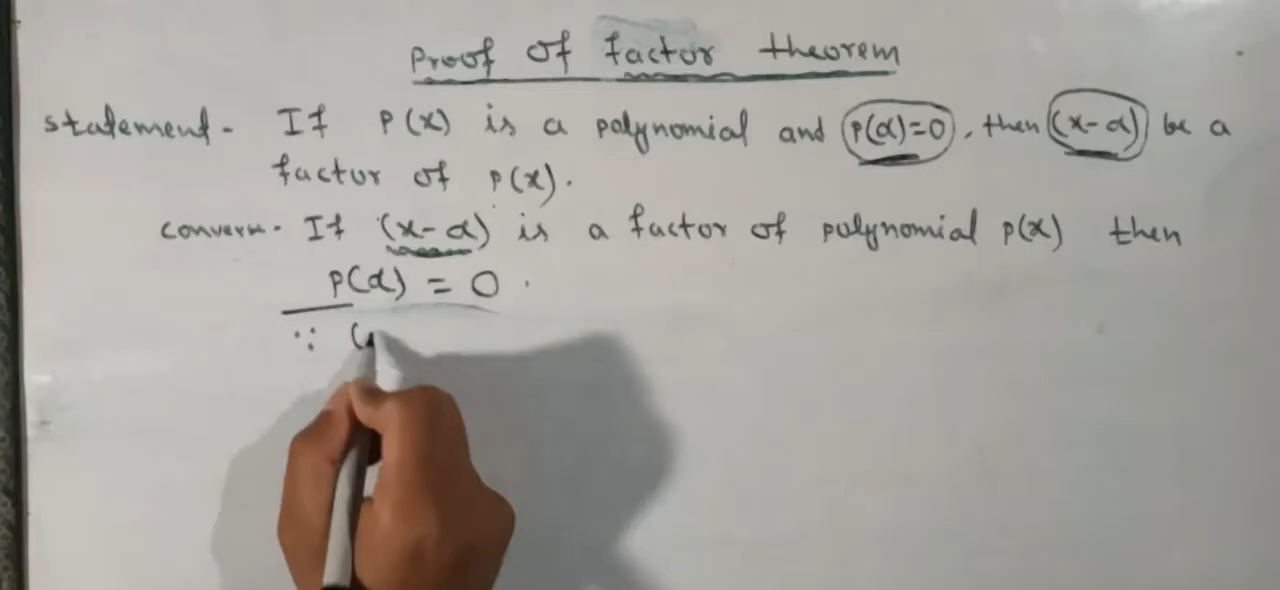 Proof of factor theorem
statement - If P(x) is a polynomial and p(α)=0, then (x-α) be a
factor of p(x).
convers - If (x-α) is a factor of polynomial p(x) then
p(α) = 0.
∵ (